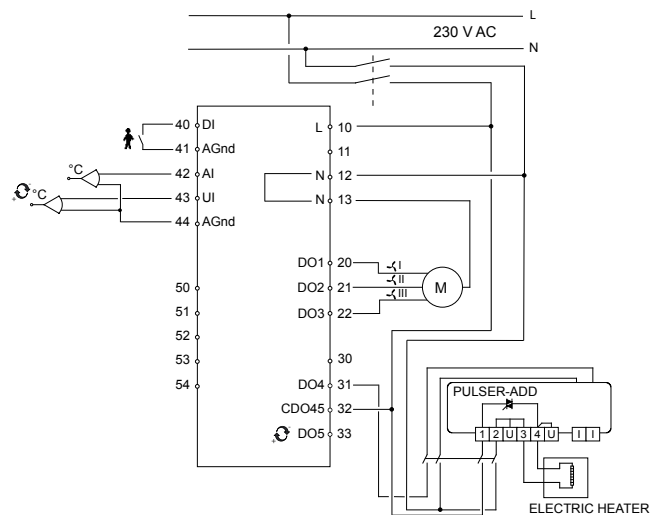 L
230 V AC
N
40 DI
L 10
41 AGnd
11
°C
42 AI
N 12
°C
43 UI
N 13
44 AGnd
DO1 20
I
II
M
50
DO2 21
III
51
DO3 22
52
53
30
54
DO4 31
PULSER-ADD
CDO45 32
DO5 33
1 2 U 3 4 U I I
ELECTRIC HEATER